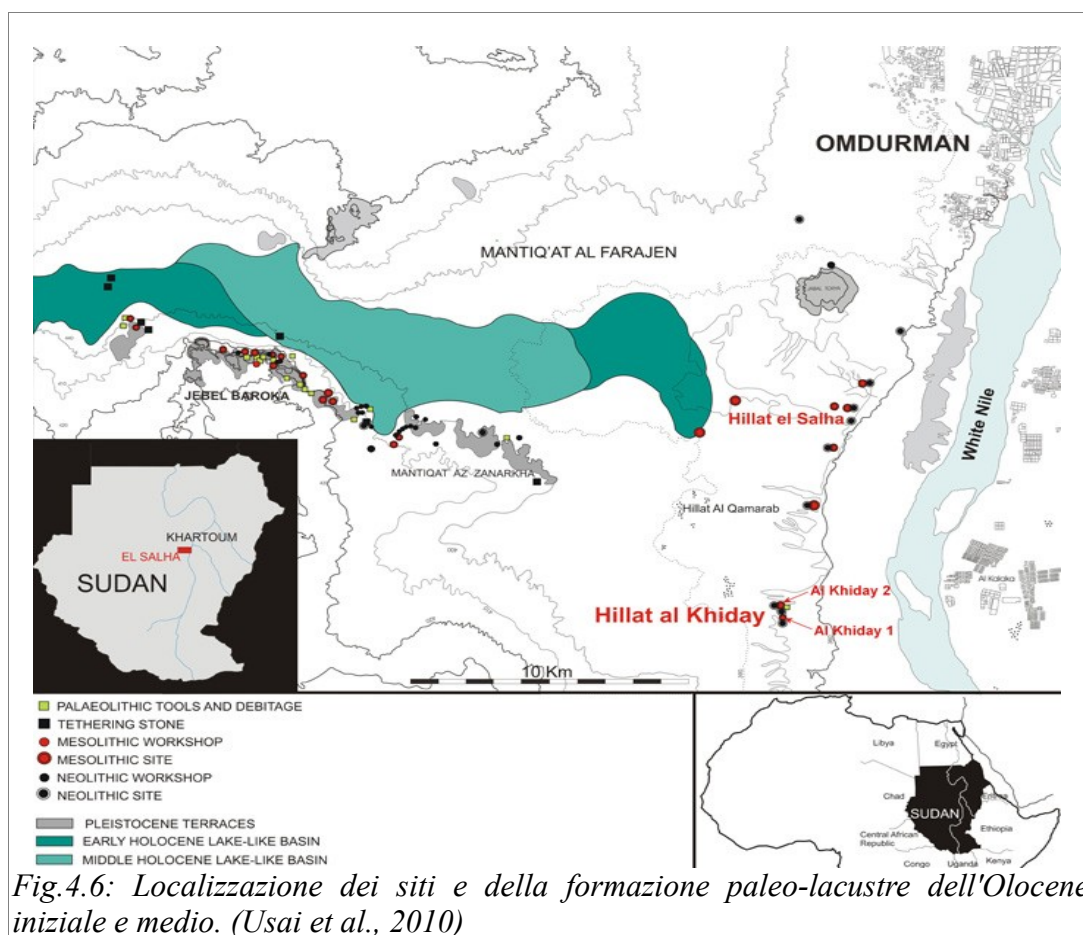 OMDURMAN
MANTIQ'AT AL FARAJEN
JEBEL BAROKA
Hillat el Salha
White Nile
MANTIQAT AZ ZANARKHA
Hillat Al Qamarab
Al Kalaka
Al Khiday 2
Hillat al Khiday
Al Khiday 1
10 Km
KHARTOUM
EL SALHA
SUDAN
PALAEOLITHIC TOOLS AND DEBITAGE
TETHERING STONE
MESOLITHIC WORKSHOP
MESOLITHIC SITE
NEOLITHIC WORKSHOP
NEOLITHIC SITE
PLEISTOCENE TERRACES
EARLY HOLOCENE LAKE-LIKE BASIN
MIDDLE HOLOCENE LAKE-LIKE BASIN
Libya
Egypt
Chad
SUDAN
Eritrea
Central African
Republic
Ethiopia
Congo
Uganda
Kenya
Fig.4.6: Localizzazione dei siti e della formazione paleo-lacustre dell'Olocene
iniziale e medio. (Usai et al., 2010)